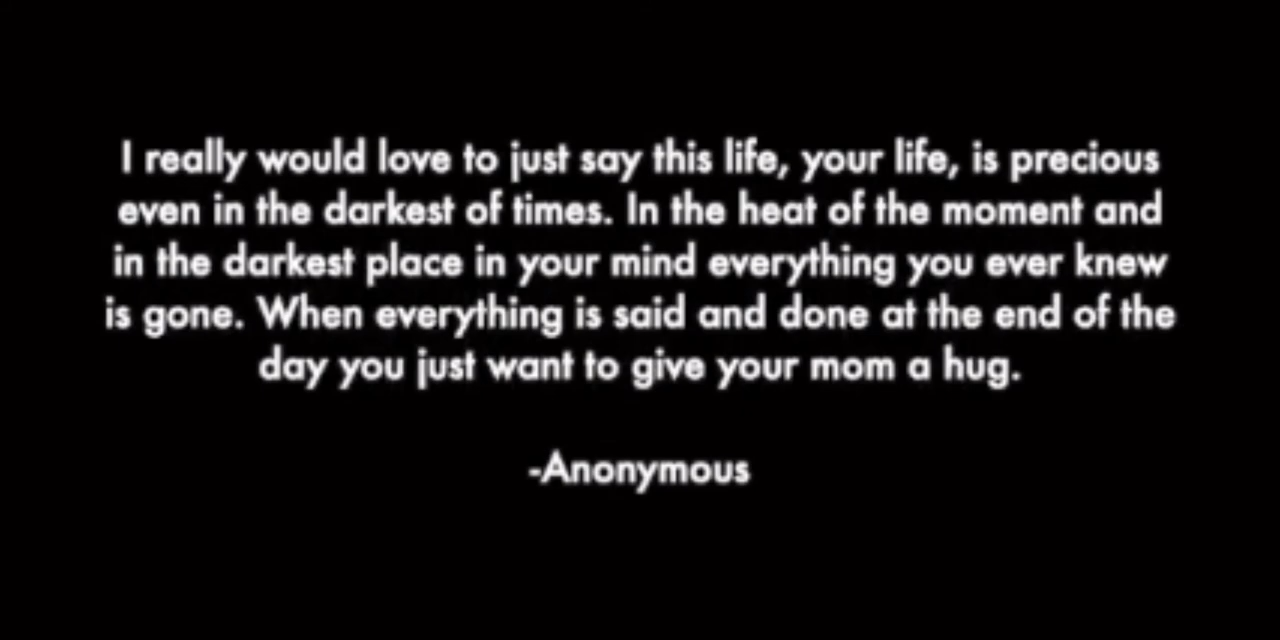 I really would love to just say this life, your life, is precious
even in the darkest of times. In the heat of the moment and
in the darkest place in your mind everything you ever knew
is gone. When everything is said and done at the end of the
day you just want to give your mom a hug.
-Anonymous